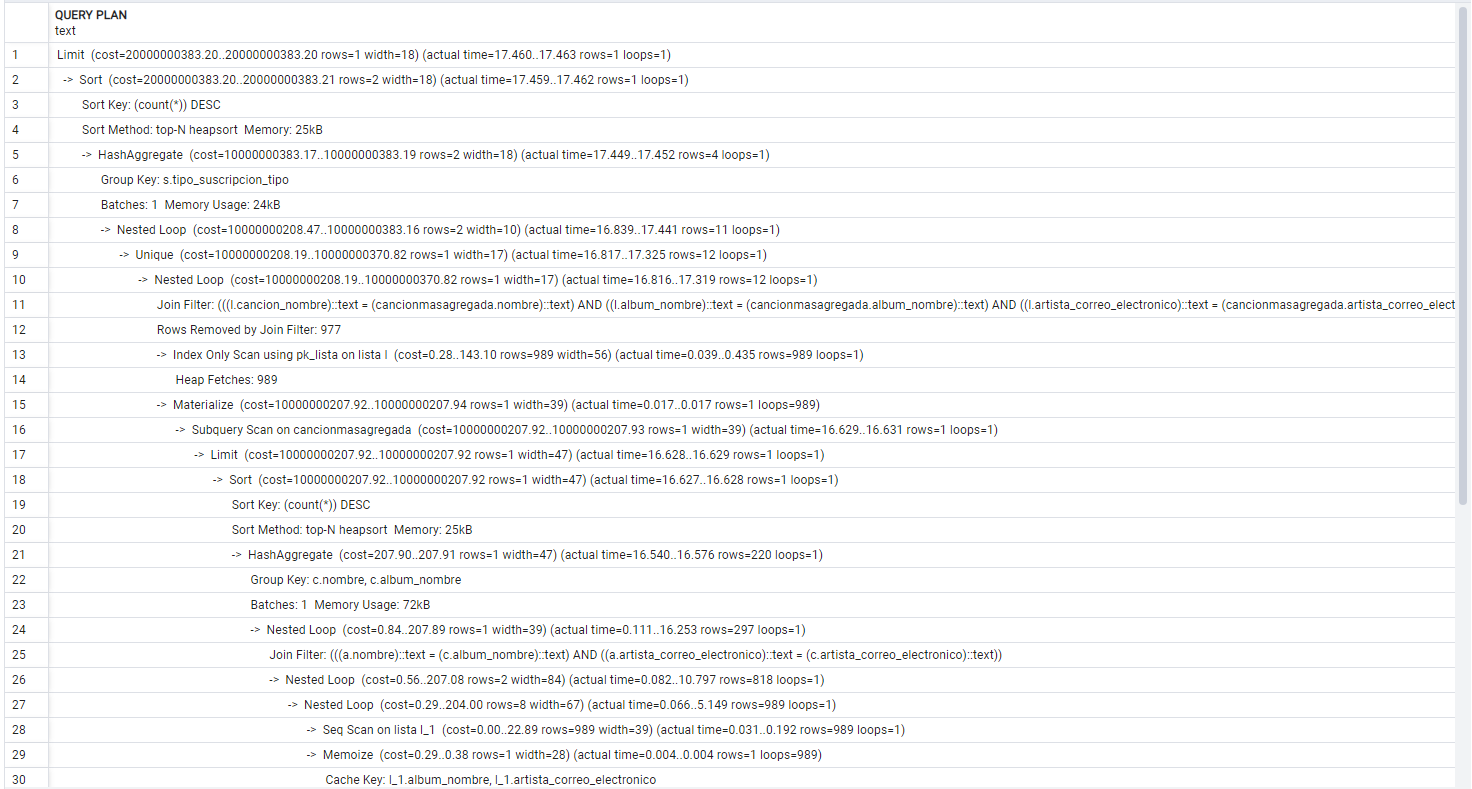 QUERY PLAN
text
1 Limit (cost=20000000383.20..20000000383.20 rows=1 width=18) (actual time=17.460..17.463 rows=1 loops=1)
2 -> Sort (cost=20000000383.20..20000000383.21 rows=2 width=18) (actual time=17.459..17.462 rows=1 loops=1)
3 Sort Key: (count(*)) DESC
4 Sort Method: top-N heapsort Memory: 25kB
5 -> HashAggregate (cost=10000000383.17..10000000383.19 rows=2 width=18) (actual time=17.449..17.452 rows=4 loops=1)
6 Group Key: s.tipo_suscripcion_tipo
7 Batches: 1 Memory Usage: 24kB
8 -> Nested Loop (cost=10000000208.47..10000000383.16 rows=2 width=10) (actual time=16.839..17.441 rows=11 loops=1)
9 -> Unique (cost=10000000208.19..10000000370.82 rows=1 width=17) (actual time=16.817..17.325 rows=12 loops=1)
10 -> Nested Loop (cost=10000000208.19..10000000370.82 rows=1 width=17) (actual time=16.816..17.319 rows=12 loops=1)
11 Join Filter: (((l.cancion_nombre)::text = (cancionmasagregada.nombre)::text) AND ((l.album_nombre)::text = (cancionmasagregada.album_nombre)::text) AND ((l.artista_correo_electronico)::text = (cancionmasagregada.artista_correo_elect
12 Rows Removed by Join Filter: 977
13 -> Index Only Scan using pk_lista on lista l (cost=0.28..143.10 rows=989 width=56) (actual time=0.039..0.435 rows=989 loops=1)
14 Heap Fetches: 989
15 -> Materialize (cost=10000000207.92..10000000207.94 rows=1 width=39) (actual time=0.017..0.017 rows=1 loops=989)
16 -> Subquery Scan on cancionmasagregada (cost=10000000207.92..10000000207.93 rows=1 width=39) (actual time=16.629..16.631 rows=1 loops=1)
17 -> Limit (cost=10000000207.92..10000000207.92 rows=1 width=47) (actual time=16.628..16.629 rows=1 loops=1)
18 -> Sort (cost=10000000207.92..10000000207.92 rows=1 width=47) (actual time=16.627..16.628 rows=1 loops=1)
19 Sort Key: (count(*)) DESC
20 Sort Method: top-N heapsort Memory: 25kB
21 -> HashAggregate (cost=207.90..207.91 rows=1 width=47) (actual time=16.540..16.576 rows=220 loops=1)
22 Group Key: c.nombre, c.album_nombre
23 Batches: 1 Memory Usage: 72kB
24 -> Nested Loop (cost=0.84..207.89 rows=1 width=39) (actual time=0.111..16.253 rows=297 loops=1)
25 Join Filter: (((a.nombre)::text = (c.album_nombre)::text) AND ((a.artista_correo_electronico)::text = (c.artista_correo_electronico)::text))
26 -> Nested Loop (cost=0.56..207.08 rows=2 width=84) (actual time=0.082..10.797 rows=818 loops=1)
27 -> Nested Loop (cost=0.29..204.00 rows=8 width=67) (actual time=0.066..5.149 rows=989 loops=1)
28 -> Seq Scan on lista l_1 (cost=0.00..22.89 rows=989 width=39) (actual time=0.031..0.192 rows=989 loops=1)
29 -> Memoize (cost=0.29..0.38 rows=1 width=28) (actual time=0.004..0.004 rows=1 loops=989)
30 Cache Key: l_1.album_nombre, l_1.artista_correo_electronico